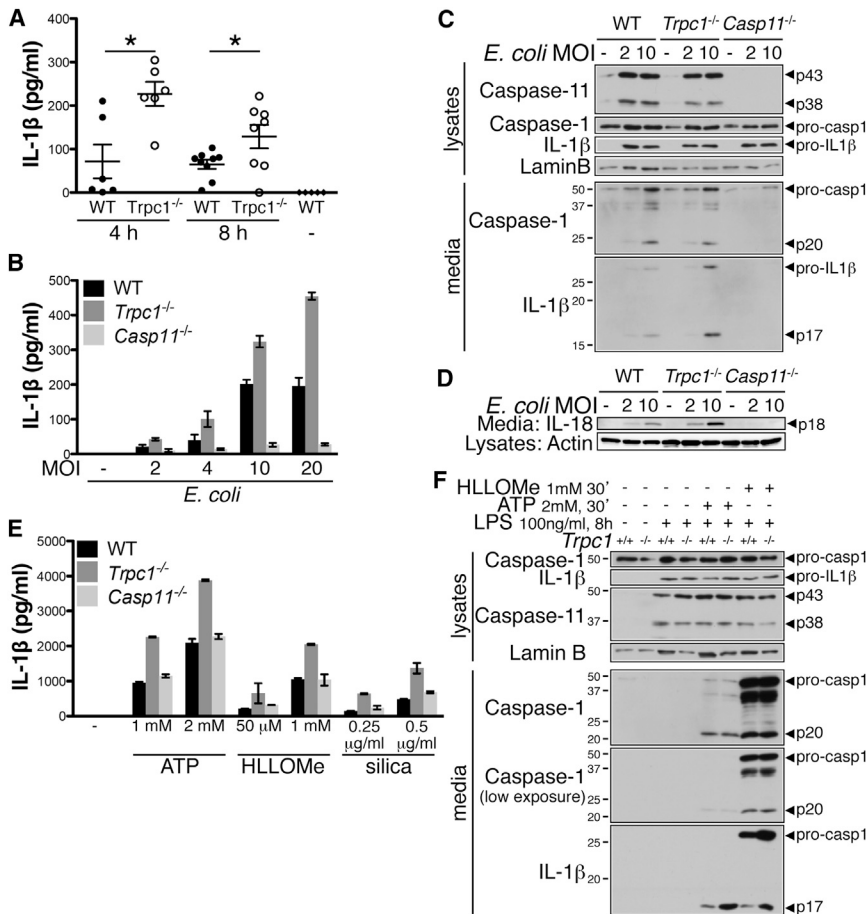 A
IL-1β (pg/ml)
400
300
200
100
0
*
*
WT Trpc1-/- WT Trpc1-/- WT
4 h 8 h -
B
IL-1β (pg/ml)
500
400
300
200
100
0
WT
Trpc1-/-
Casp11-/-
MOI - 2 4 10 20
E. coli
E
IL-1β (pg/ml)
5000
4000
3000
2000
1000
0
WT
Trpc1-/-
Casp11-/-
- 1 mM 2 mM 50 μM 1 mM 0.25 μg/ml 0.5 μg/ml
ATP HLLOMe silica
C
WT Trpc1-/- Casp11-/-
E. coli MOI - 2 10 - 2 10 - 2 10
lysates
Caspase-11 p43
p38
Caspase-1 pro-casp1
IL-1β pro-IL1β
LaminB
media
50 pro-casp1
Caspase-1
25 p20
25 pro-IL1β
IL-1β 20
15 p17
D
WT Trpc1-/- Casp11-/-
E. coli MOI - 2 10 - 2 10 - 2 10
Media: IL-18 p18
Lysates: Actin
F
HLLOMe 1mM 30' - - - - - - + +
ATP 2mM, 30' - - - - + + - -
LPS 100ng/ml, 8h - - + + + + + +
Trpc1 +/+ -/- +/+ -/- +/+ -/- +/+ -/-
lysates
Caspase-1 50 pro-casp1
IL-1β pro-IL1β
50 p43
Caspase-11
37 p38
Lamin B
media
50 pro-casp1
37
Caspase-1
25
20 p20
50 pro-casp1
37
Caspase-1
(low exposure)
25
20 p20
25 pro-casp1
IL-1β 20
p17